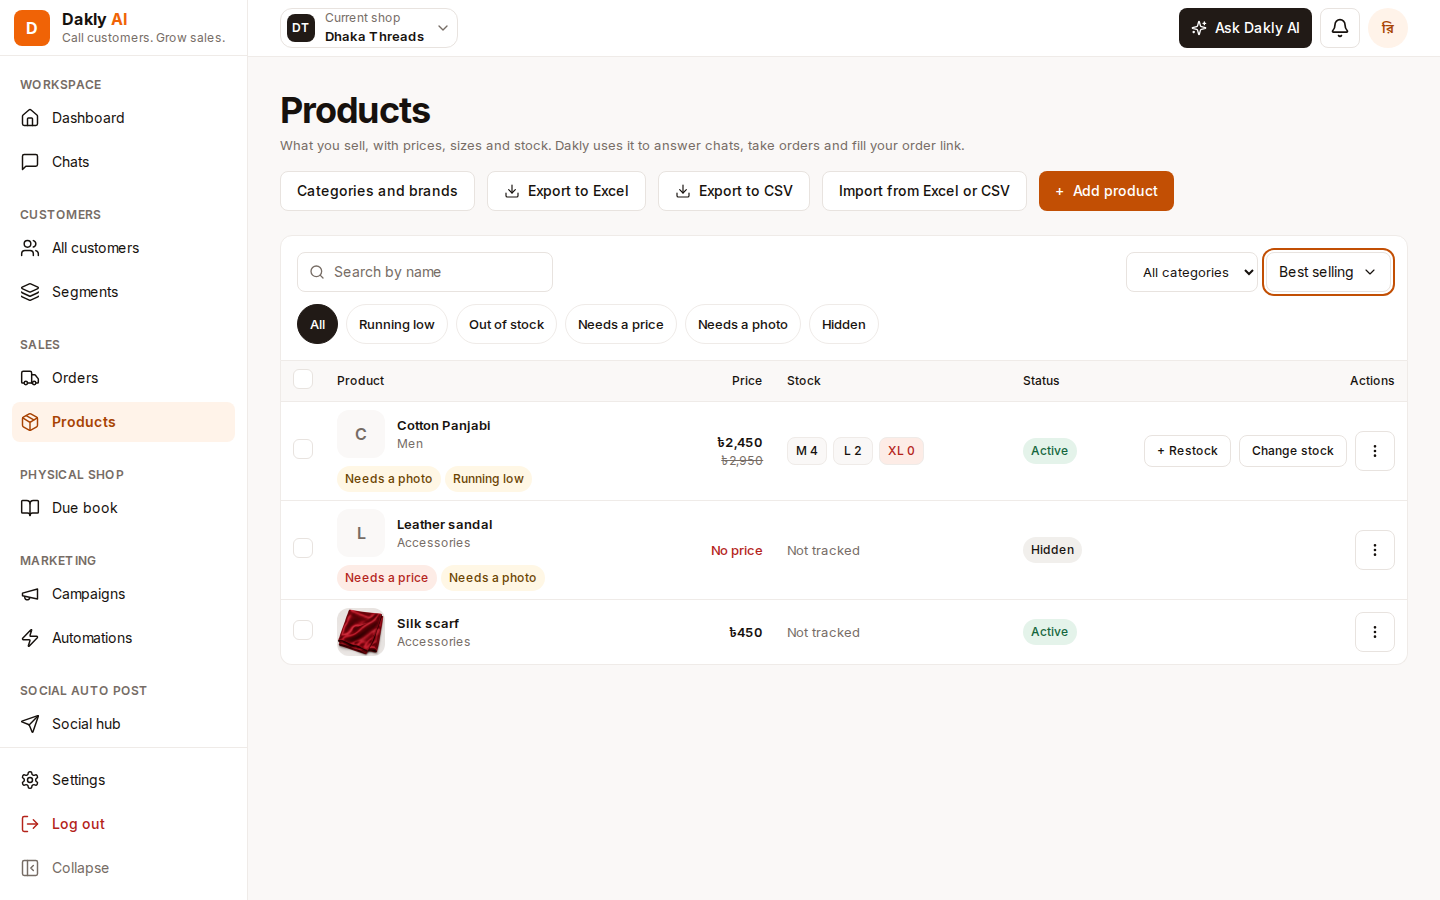 D
Dakly AI
Call customers. Grow sales.
WORKSPACE
Dashboard
Chats
CUSTOMERS
All customers
Segments
SALES
Orders
Products
PHYSICAL SHOP
Due book
MARKETING
Campaigns
Automations
SOCIAL AUTO POST
Social hub
Settings
Log out
Collapse
DT
Current shop
Dhaka Threads
Ask Dakly AI
রি
Products
What you sell, with prices, sizes and stock. Dakly uses it to answer chats, take orders and fill your order link.
Categories and brands
Export to Excel
Export to CSV
Import from Excel or CSV
+ Add product
Search by name
All categories
Best selling
All
Running low
Out of stock
Needs a price
Needs a photo
Hidden
Product Price Stock Status Actions
C
Cotton Panjabi
Men
Needs a photo Running low
৳2,450
৳2,950
M 4 L 2 XL 0
Active
+ Restock
Change stock
L
Leather sandal
Accessories
Needs a price Needs a photo
No price
Not tracked
Hidden
Silk scarf
Accessories
৳450
Not tracked
Active